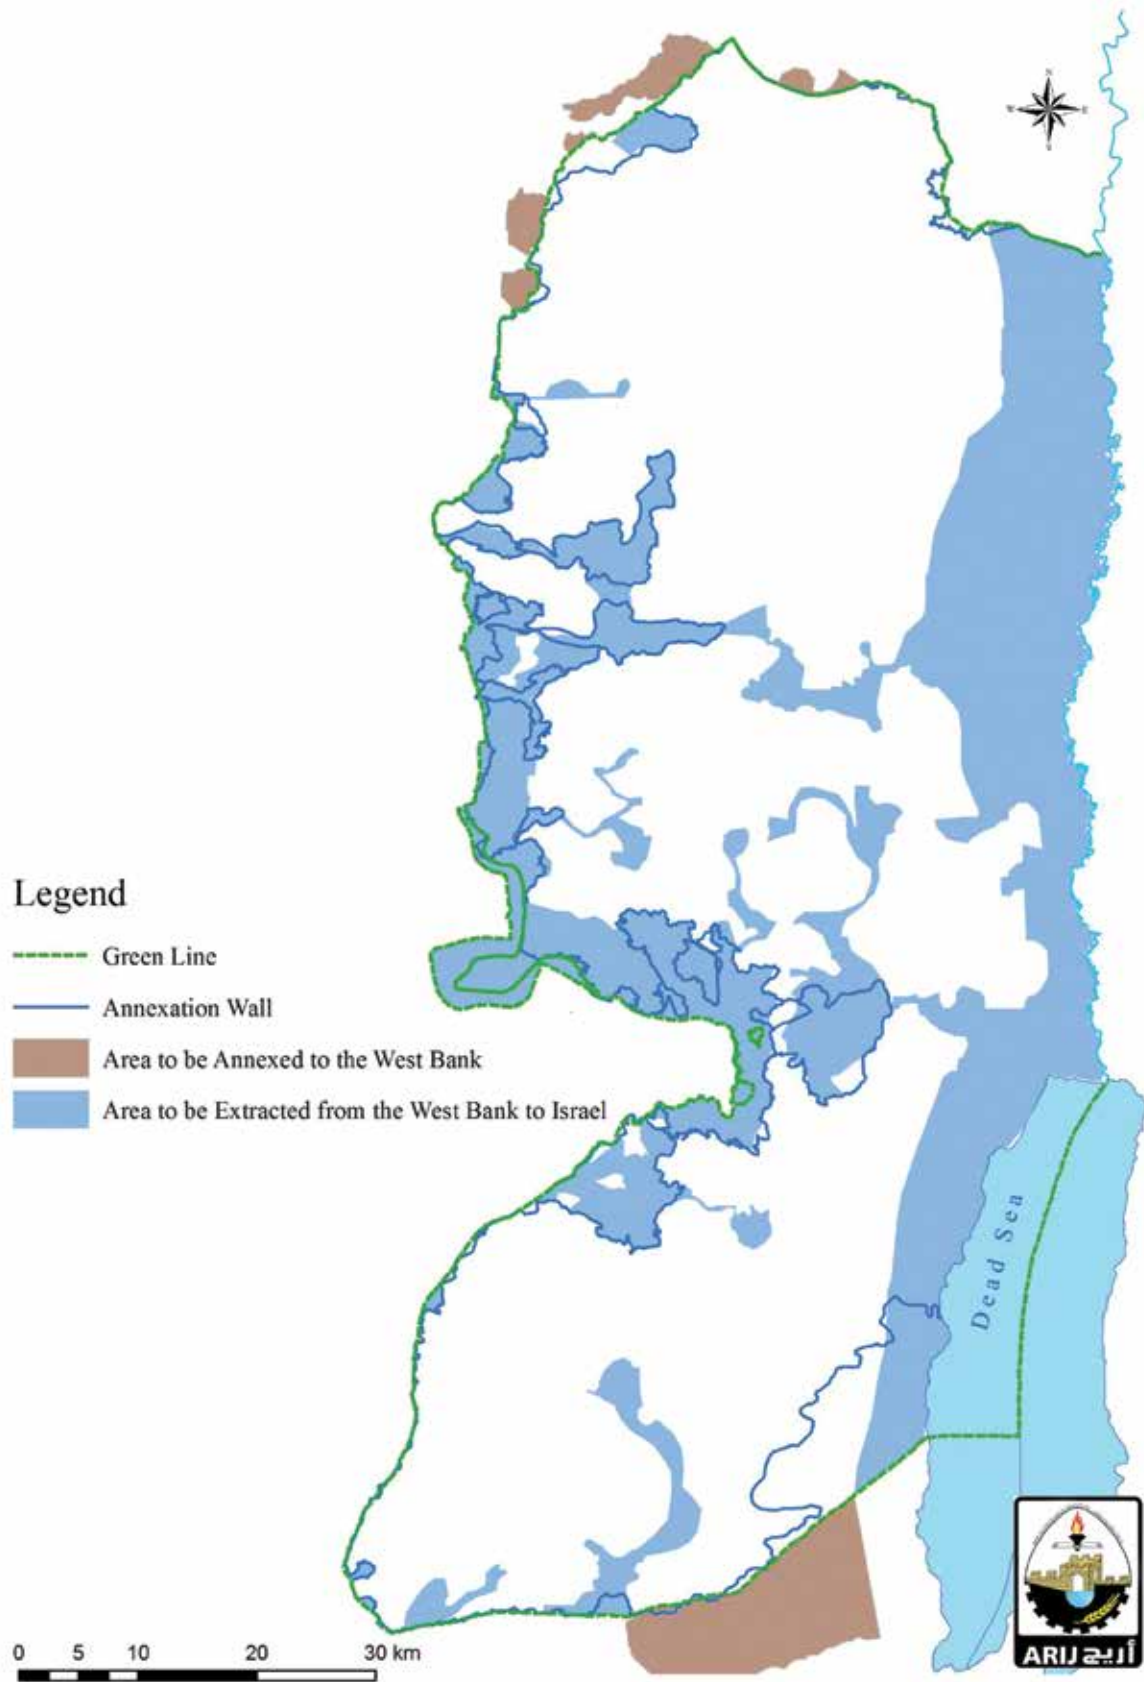 N
W
E
S
Legend
Green Line
Annexation Wall
Area to be Annexed to the West Bank
Area to be Extracted from the West Bank to Israel
Dead Sea
0 5 10 20 30 km
ARIJ أريج